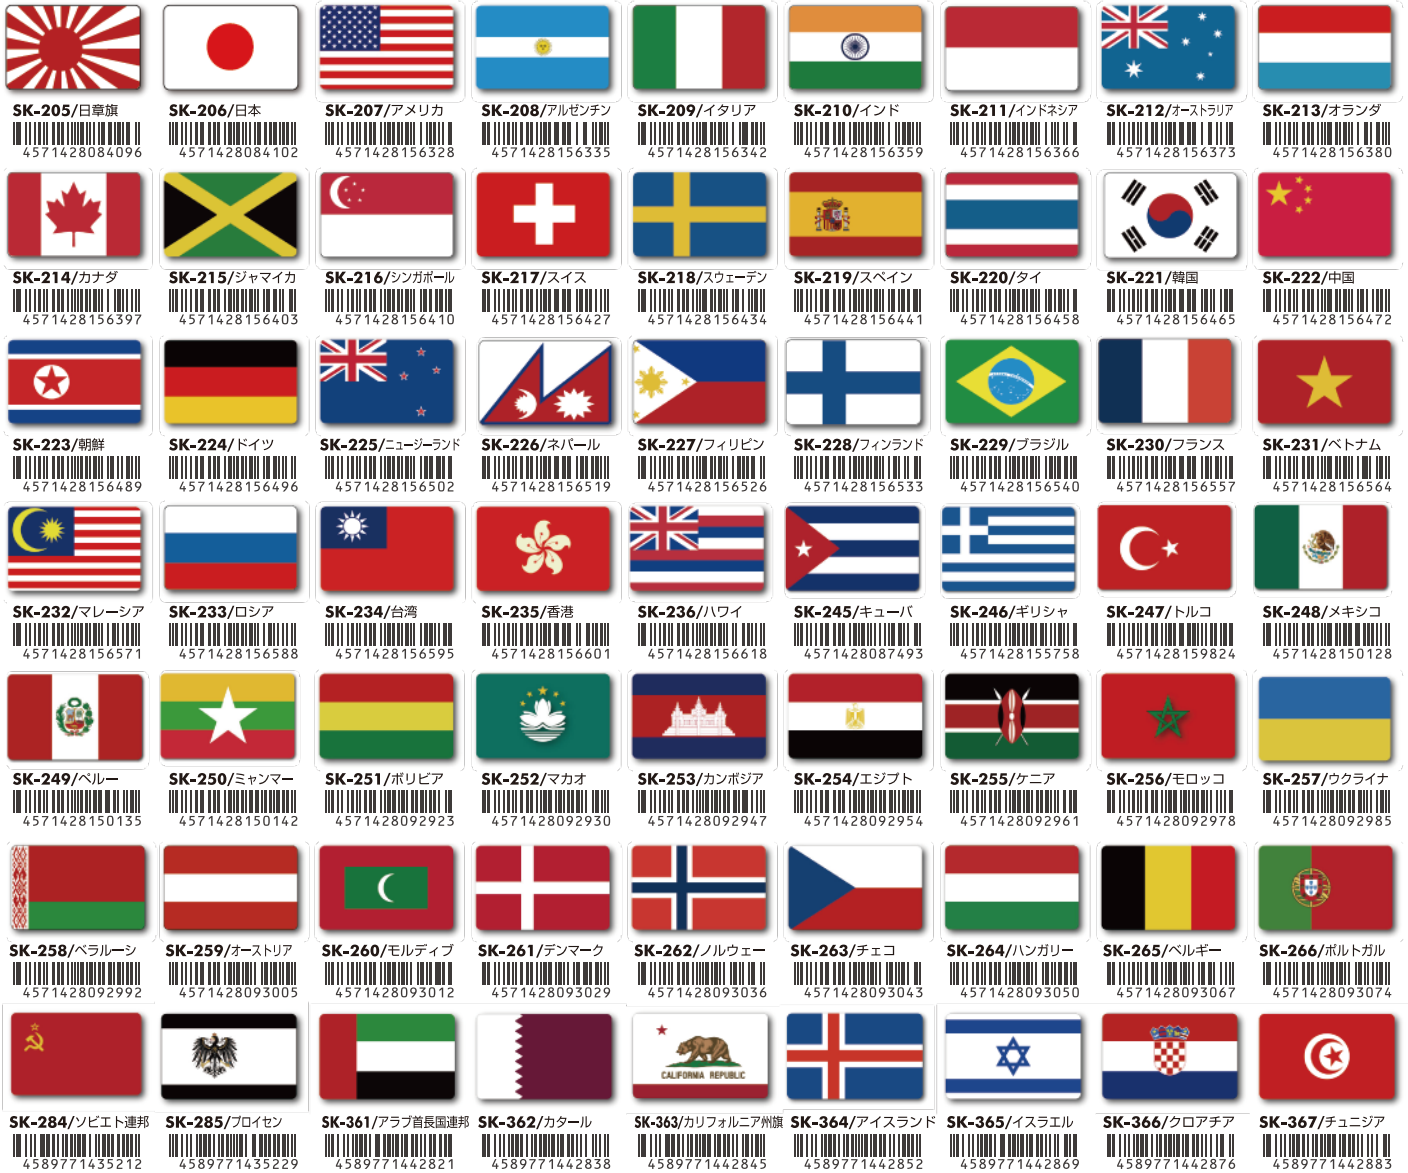 SK-205/日章旗
4571428084096
SK-206/日本
4571428084102
SK-207/アメリカ
4571428156328
SK-208/アルゼンチン
4571428156335
SK-209/イタリア
4571428156342
SK-210/インド
4571428156359
SK-211/インドネシア
4571428156366
SK-212/オーストラリア
4571428156373
SK-213/オランダ
4571428156380
SK-214/カナダ
4571428156397
SK-215/ジャマイカ
4571428156403
SK-216/シンガポール
4571428156410
SK-217/スイス
4571428156427
SK-218/スウェーデン
4571428156434
SK-219/スペイン
4571428156441
SK-220/タイ
4571428156458
SK-221/韓国
4571428156465
SK-222/中国
4571428156472
SK-223/朝鮮
4571428156489
SK-224/ドイツ
4571428156496
SK-225/ニュージーランド
4571428156502
SK-226/ネパール
4571428156519
SK-227/フィリピン
4571428156526
SK-228/フィンランド
4571428156533
SK-229/ブラジル
4571428156540
SK-230/フランス
4571428156557
SK-231/ベトナム
4571428156564
SK-232/マレーシア
4571428156571
SK-233/ロシア
4571428156588
SK-234/台湾
4571428156595
SK-235/香港
4571428156601
SK-236/ハワイ
4571428156618
SK-245/キューバ
4571428087493
SK-246/ギリシャ
4571428155758
SK-247/トルコ
4571428159824
SK-248/メキシコ
4571428150128
SK-249/ペルー
4571428150135
SK-250/ミャンマー
4571428150142
SK-251/ボリビア
4571428092923
SK-252/マカオ
4571428092930
SK-253/カンボジア
4571428092947
SK-254/エジプト
4571428092954
SK-255/ケニア
4571428092961
SK-256/モロッコ
4571428092978
SK-257/ウクライナ
4571428092985
SK-258/ベラルーシ
4571428092992
SK-259/オーストリア
4571428093005
SK-260/モルディブ
4571428093012
SK-261/デンマーク
4571428093029
SK-262/ノルウェー
4571428093036
SK-263/チェコ
4571428093043
SK-264/ハンガリー
4571428093050
SK-265/ベルギー
4571428093067
SK-266/ポルトガル
4571428093074
SK-284/ソビエト連邦
4589771435212
SK-285/プロイセン
4589771435229
SK-361/アラブ首長国連邦
4589771442821
SK-362/カタール
4589771442838
CALIFORNIA REPUBLIC
SK-363/カリフォルニア州旗
4589771442845
SK-364/アイスランド
4589771442852
SK-365/イスラエル
4589771442869
SK-366/クロアチア
4589771442876
SK-367/チュニジア
4589771442883